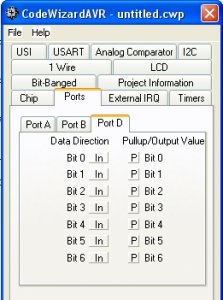 CodeWizardAVR - untitled.cwp
File Help
USI USART Analog Comparator I2C
1 Wire LCD
Bit-Banged Project Information
Chip Ports External IRQ Timers
Port A Port B Port D
Data Direction Pullup/Output Value
Bit 0 In P Bit 0
Bit 1 In P Bit 1
Bit 2 In P Bit 2
Bit 3 In P Bit 3
Bit 4 In P Bit 4
Bit 5 In P Bit 5
Bit 6 In P Bit 6